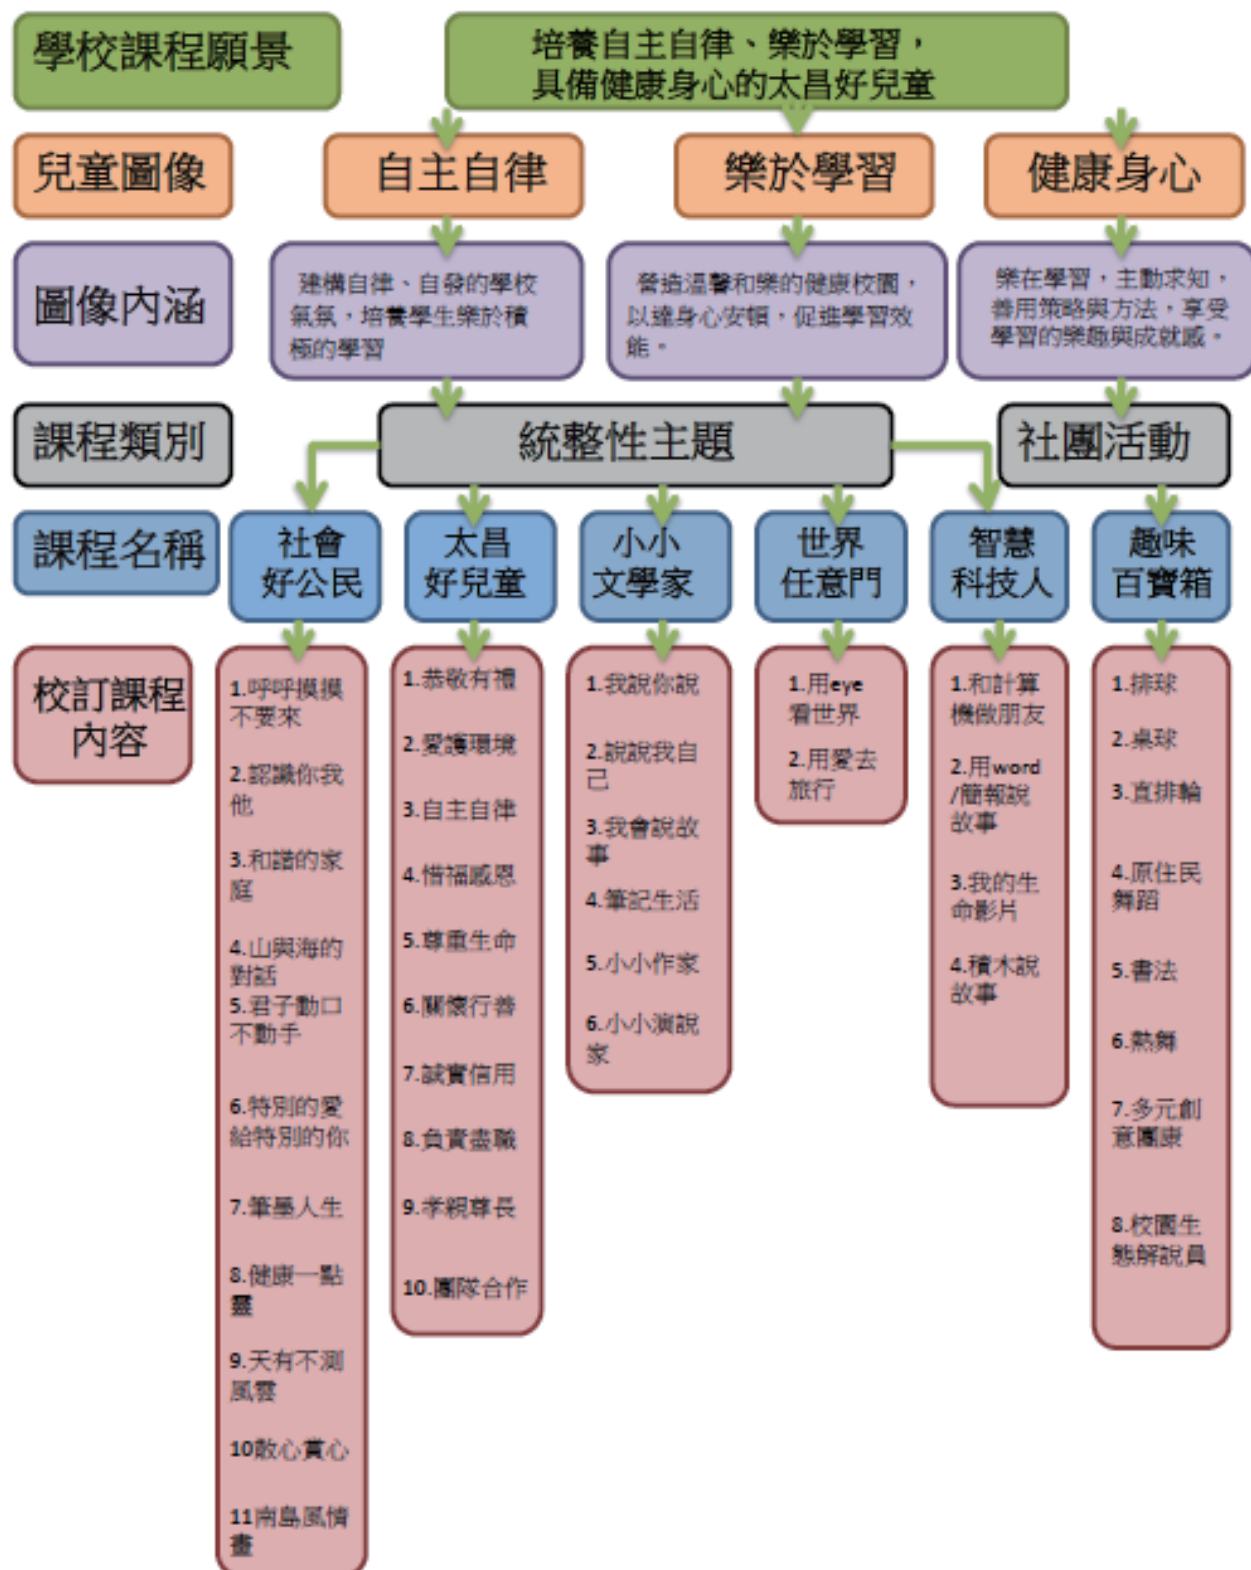 學校課程願景
培養自主自律、樂於學習，
具備健康身心的太昌好兒童
兒童圖像
自主自律
樂於學習
健康身心
圖像內涵
建構自律、自發的學校
氣氛，培養學生樂於積
極的學習
營造溫馨和樂的健康校園，
以達身心安頓，促進學習效
能。
樂在學習，主動求知，
善用策略與方法，享受
學習的樂趣與成就感。
課程類別
統整性主題
社團活動
課程名稱
社會
好公民
太昌
好兒童
小小
文學家
世界
任意門
智慧
科技人
趣味
百寶箱
校訂課程
內容
1.呼呼摸摸
不要來
2.認識你我
他
3.和諧的家
庭
4.山與海的
對話
5.君子動口
不動手
6.特別的愛
給特別的你
7.筆墨人生
8.健康一點
靈
9.天有不測
風雲
10散心賞心
11南島風情
畫
1.恭敬有禮
2.愛護環境
3.自主自律
4.惜福感恩
5.尊重生命
6.關懷行善
7.誠實信用
8.負責盡職
9.孝親尊長
10.團隊合作
1.我說你說
2.說說我自
己
3.我會說故
事
4.筆記生活
5.小小作家
6.小小演說
家
1.用eye
看世界
2.用愛去
旅行
1.和計算
機做朋友
2.用word
/簡報說
故事
3.我的生
命影片
4.積木說
故事
1.排球
2.桌球
3.直排輪
4.原住民
舞蹈
5.書法
6.熱舞
7.多元創
意團康
8.校園生
態解說員